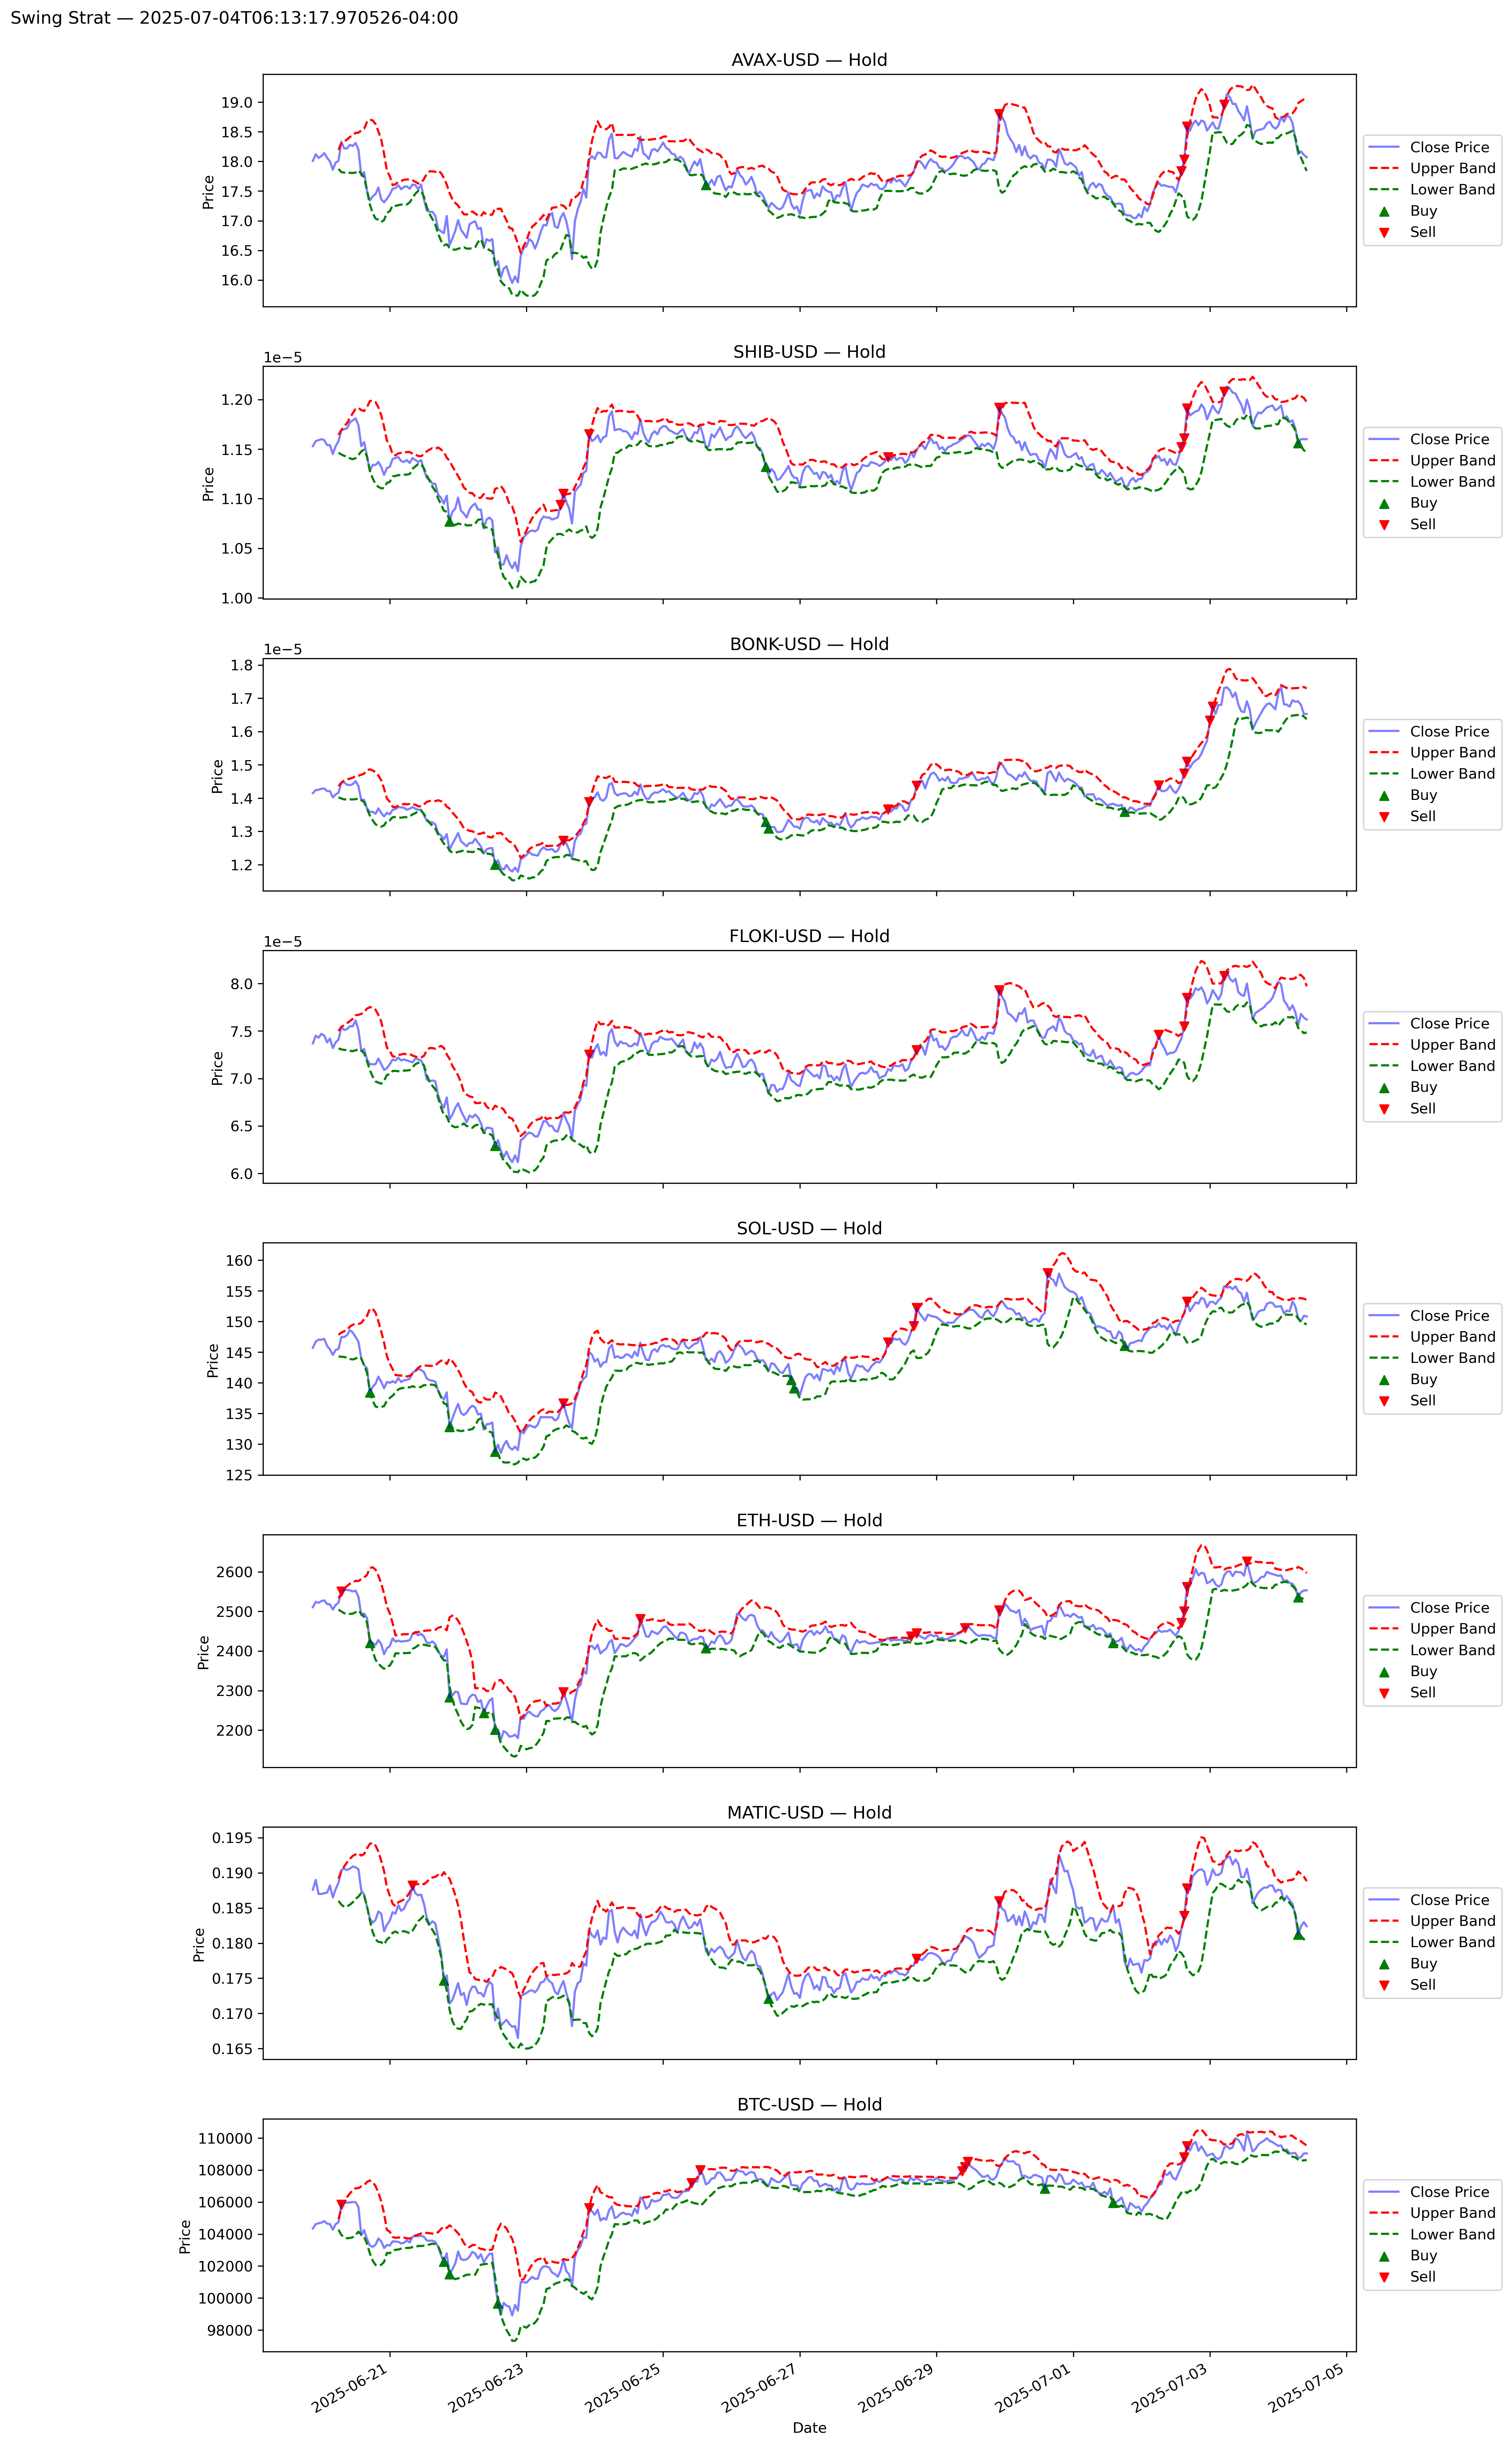 Swing Strat — 2025-07-04T06:13:17.970526-04:00
AVAX-USD — Hold
19.0
18.5
18.0
17.5
17.0
16.5
16.0
Price
Close Price
Upper Band
Lower Band
Buy
Sell
SHIB-USD — Hold
1e−5
1.20
1.15
1.10
1.05
1.00
Price
Close Price
Upper Band
Lower Band
Buy
Sell
BONK-USD — Hold
1e−5
1.8
1.7
1.6
1.5
1.4
1.3
1.2
Price
Close Price
Upper Band
Lower Band
Buy
Sell
FLOKI-USD — Hold
1e−5
8.0
7.5
7.0
6.5
6.0
Price
Close Price
Upper Band
Lower Band
Buy
Sell
SOL-USD — Hold
160
155
150
145
140
135
130
125
Price
Close Price
Upper Band
Lower Band
Buy
Sell
ETH-USD — Hold
2600
2500
2400
2300
2200
Price
Close Price
Upper Band
Lower Band
Buy
Sell
MATIC-USD — Hold
0.195
0.190
0.185
0.180
0.175
0.170
0.165
Price
Close Price
Upper Band
Lower Band
Buy
Sell
BTC-USD — Hold
110000
108000
106000
104000
102000
100000
98000
Price
Close Price
Upper Band
Lower Band
Buy
Sell
2025-06-21
2025-06-23
2025-06-25
2025-06-27
2025-06-29
2025-07-01
2025-07-03
2025-07-05
Date